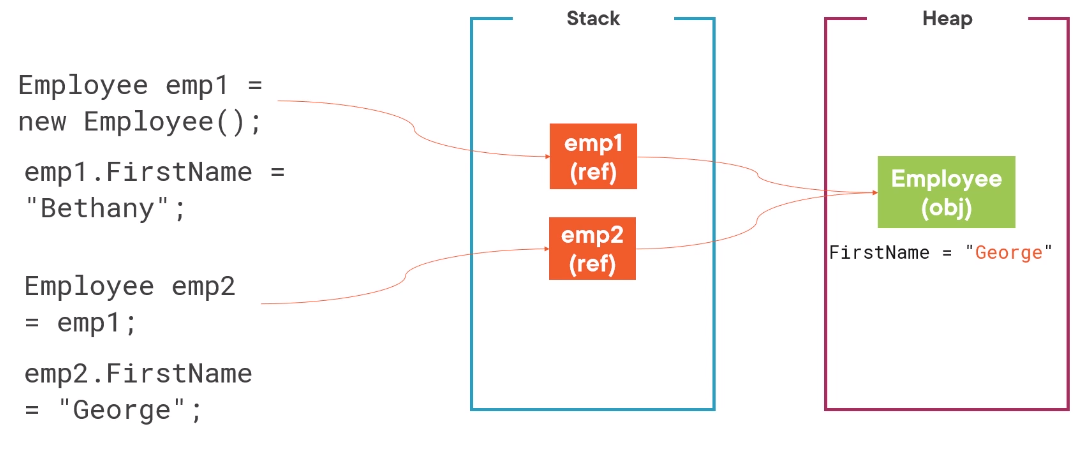 Stack
Heap
Employee emp1 =
new Employee();
emp1.FirstName =
"Bethany";
Employee emp2
= emp1;
emp2.FirstName
= "George";
emp1
(ref)
emp2
(ref)
Employee
(obj)
FirstName = "George"